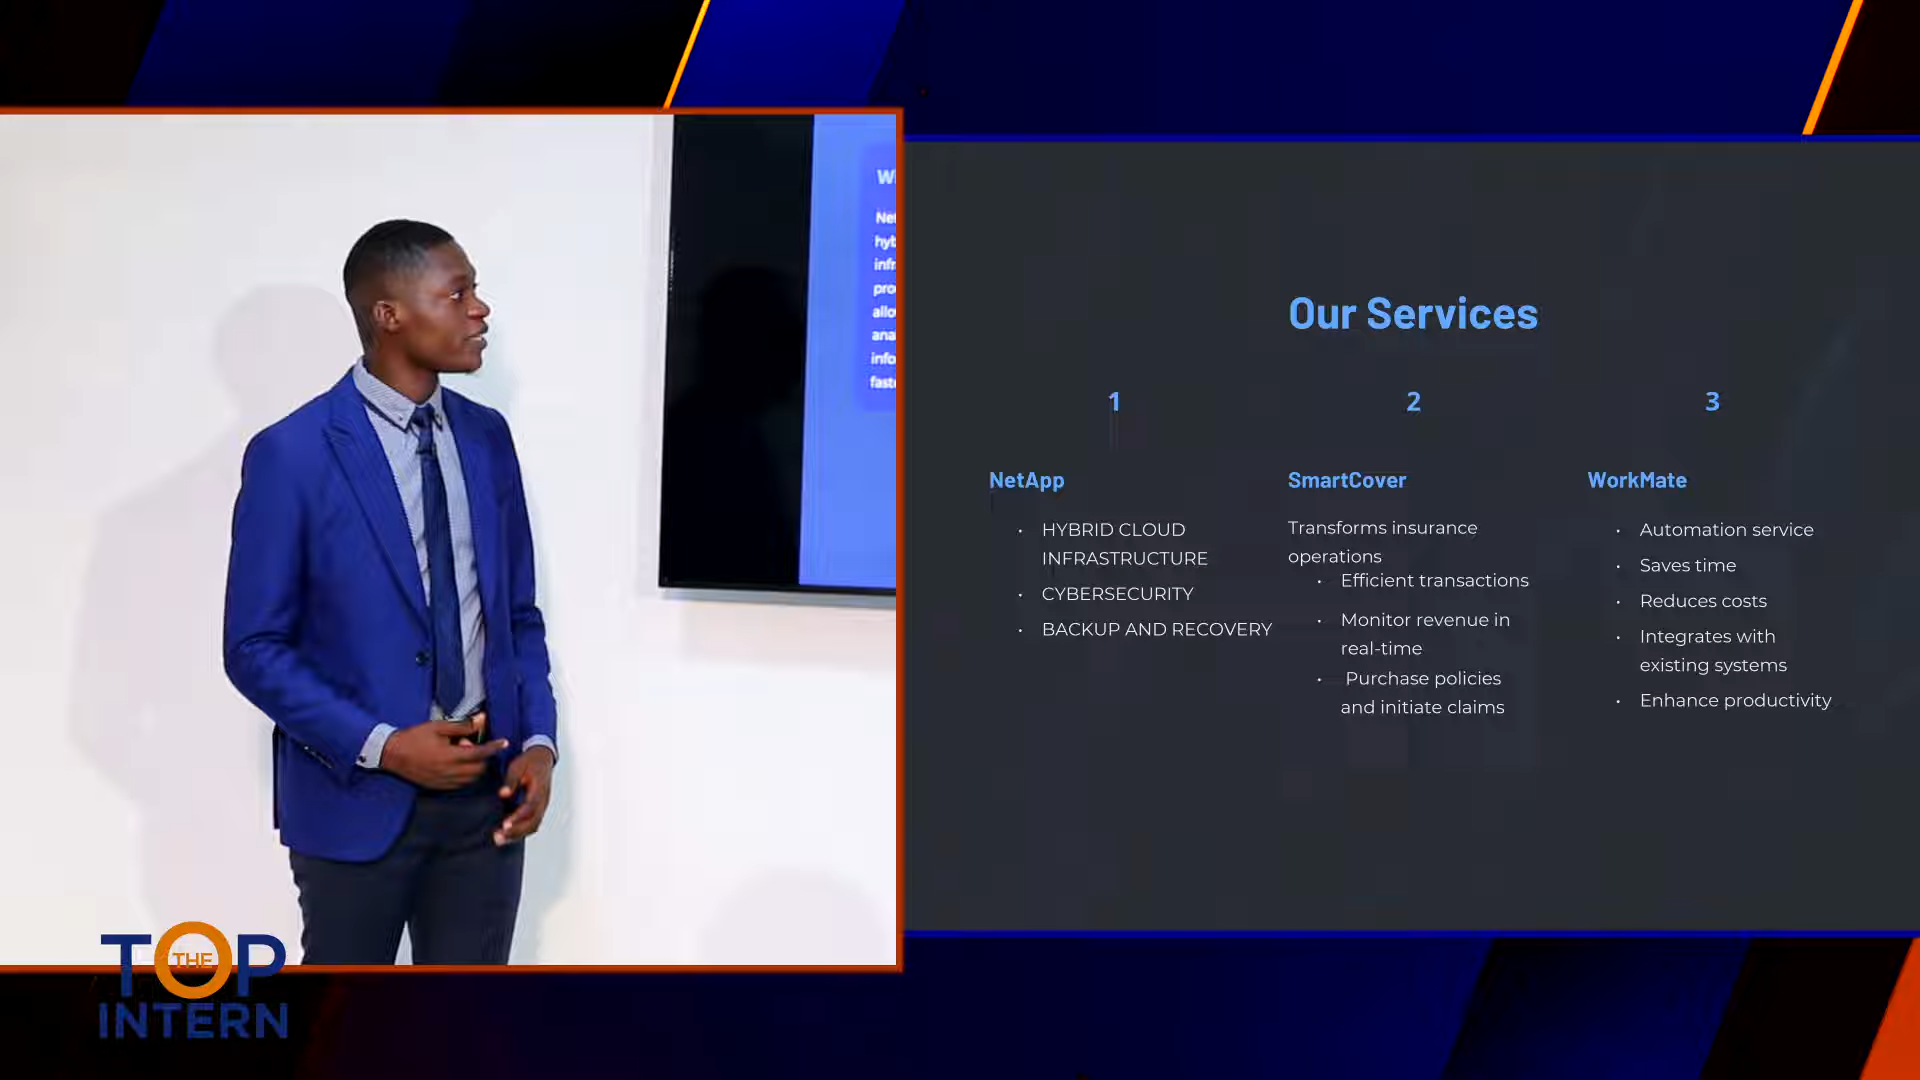 Our Services
1
NetApp
• HYBRID CLOUD
INFRASTRUCTURE
• CYBERSECURITY
• BACKUP AND RECOVERY
2
SmartCover
Transforms insurance
operations
• Efficient transactions
• Monitor revenue in
real-time
• Purchase policies
and initiate claims
3
WorkMate
• Automation service
• Saves time
• Reduces costs
• Integrates with
existing systems
• Enhance productivity
THE
TOP
INTERN